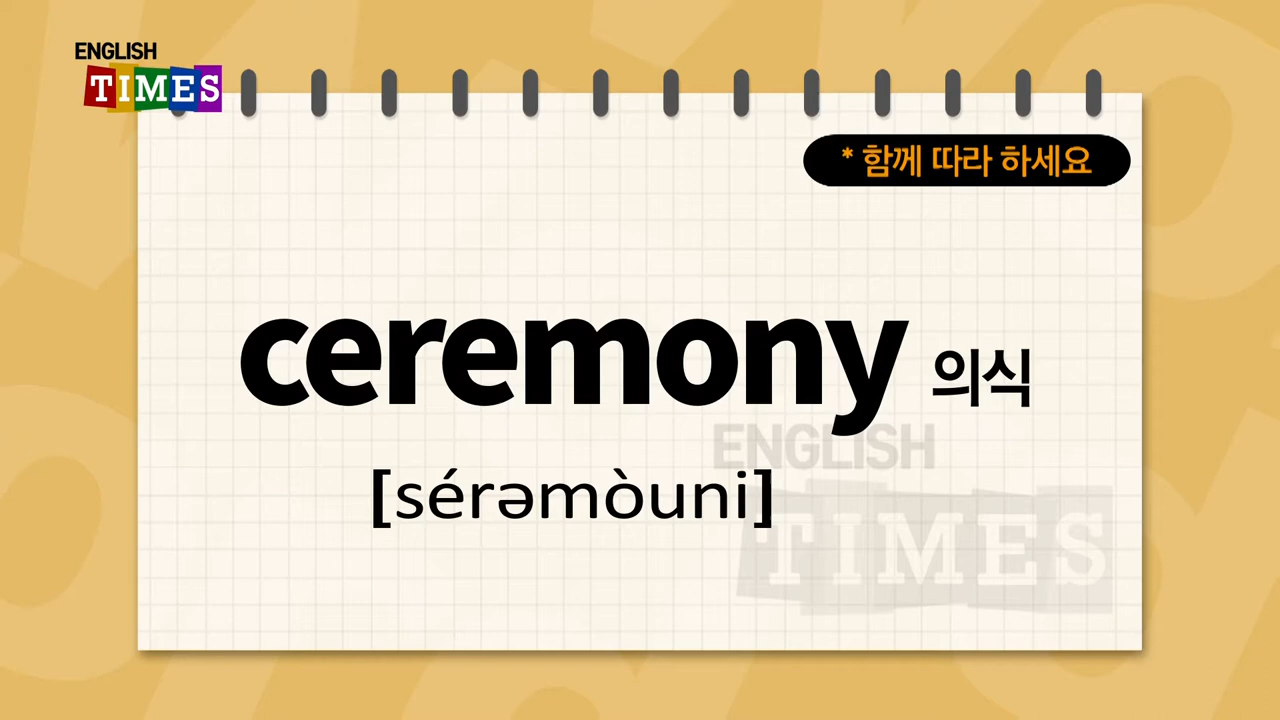 ENGLISH
TIMES
* 함께 따라 하세요
ceremony 의식
[sérəmòuni]
ENGLISH
TIMES